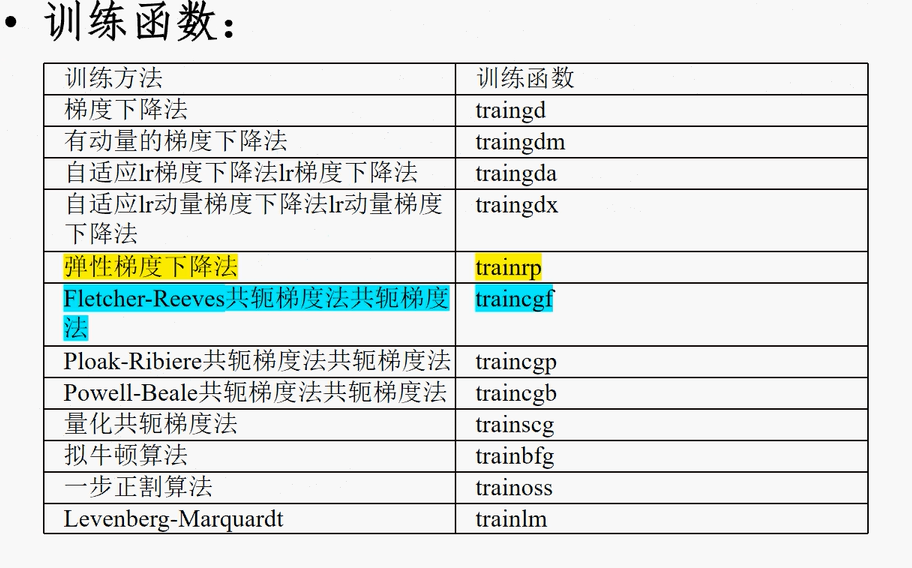 • 训练函数：
训练方法 训练函数
梯度下降法 traingd
有动量的梯度下降法 traingdm
自适应lr梯度下降法lr梯度下降法 traingda
自适应lr动量梯度下降法lr动量梯度 traingdx
下降法
弹性梯度下降法 trainrp
Fletcher-Reeves共轭梯度法共轭梯度 traincgf
法
Ploak-Ribiere共轭梯度法共轭梯度法 traincgp
Powell-Beale共轭梯度法共轭梯度法 traincgb
量化共轭梯度法 trainscg
拟牛顿算法 trainbfg
一步正割算法 trainoss
Levenberg-Marquardt trainlm